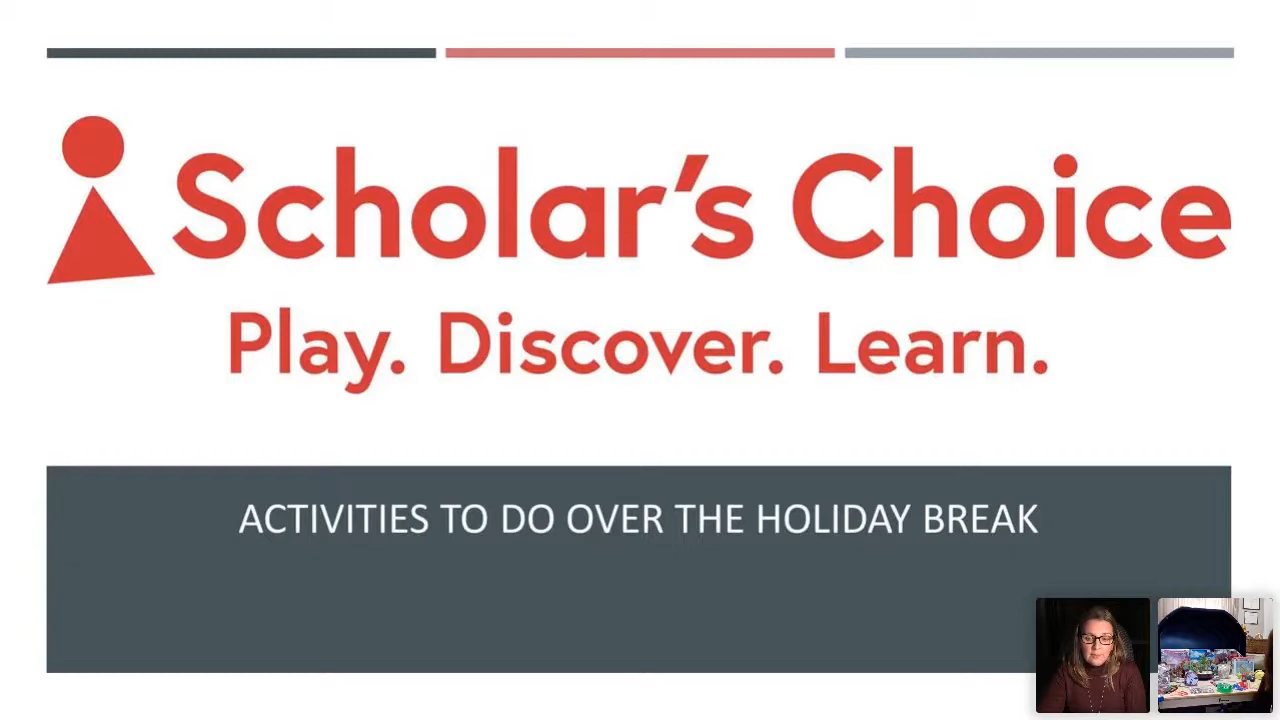 Scholar's Choice
Play. Discover. Learn.
ACTIVITIES TO DO OVER THE HOLIDAY BREAK